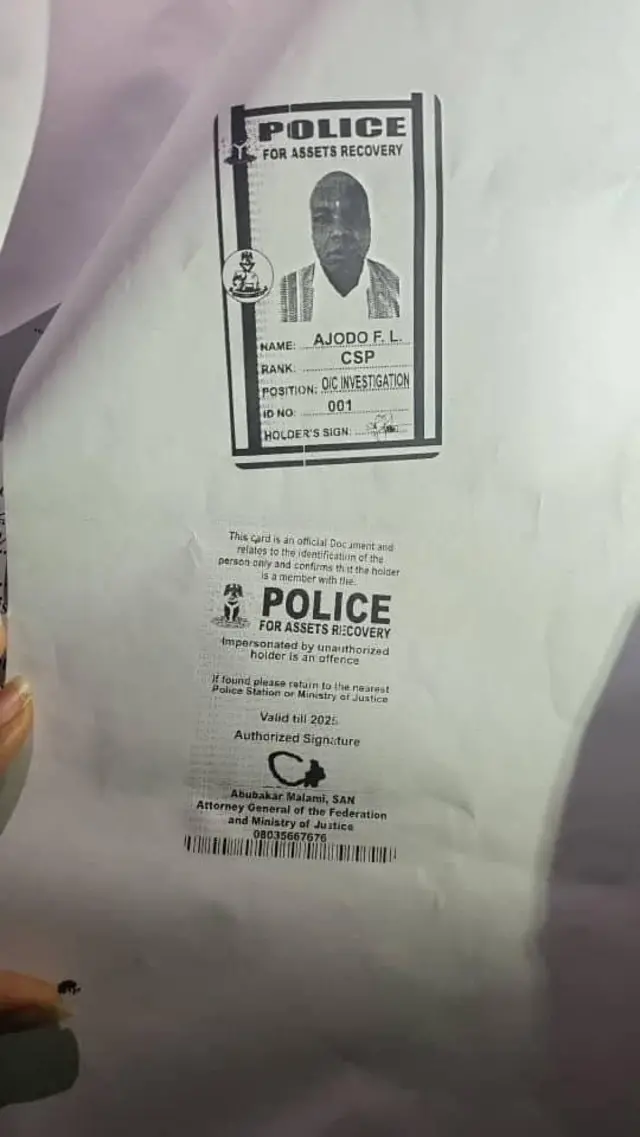 POLICE
FOR ASSETS RECOVERY
NAME: AJODO F. L.
RANK: CSP
POSITION: OIC INVESTIGATION
ID NO: 001
HOLDER'S SIGN:
This card is an official Document and
relates to the identification of the
person only and confirms that the holder
is a member with the
POLICE
FOR ASSETS RECOVERY
Impersonated by unauthorized
holder is an offence
If found please return to the nearest
Police Station or Ministry of Justice
Valid till 2025
Authorized Signature
Abubakar Malami, SAN
Attorney General of the Federation
and Ministry of Justice
08035667676